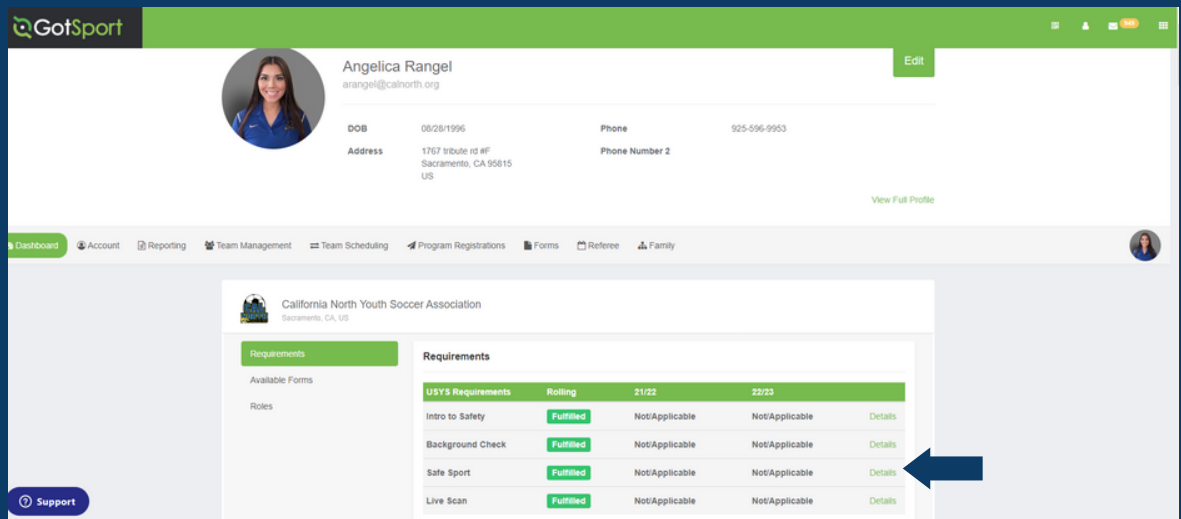 GotSport
949
Angelica Rangel
arangel@calnorth.org
Edit
DOB 08/28/1996 Phone 925-596-9953
Address 1767 tribute rd #F Phone Number 2
Sacramento, CA 95815
US
View Full Profile
Dashboard Account Reporting Team Management Team Scheduling Program Registrations Forms Referee Family
California North Youth Soccer Association
Sacramento, CA, US
Requirements
Available Forms
Roles
Requirements
USYS Requirements Rolling 21/22 22/23
Intro to Safety Fulfilled Not/Applicable Not/Applicable Details
Background Check Fulfilled Not/Applicable Not/Applicable Details
Safe Sport Fulfilled Not/Applicable Not/Applicable Details
Live Scan Fulfilled Not/Applicable Not/Applicable Details
Support